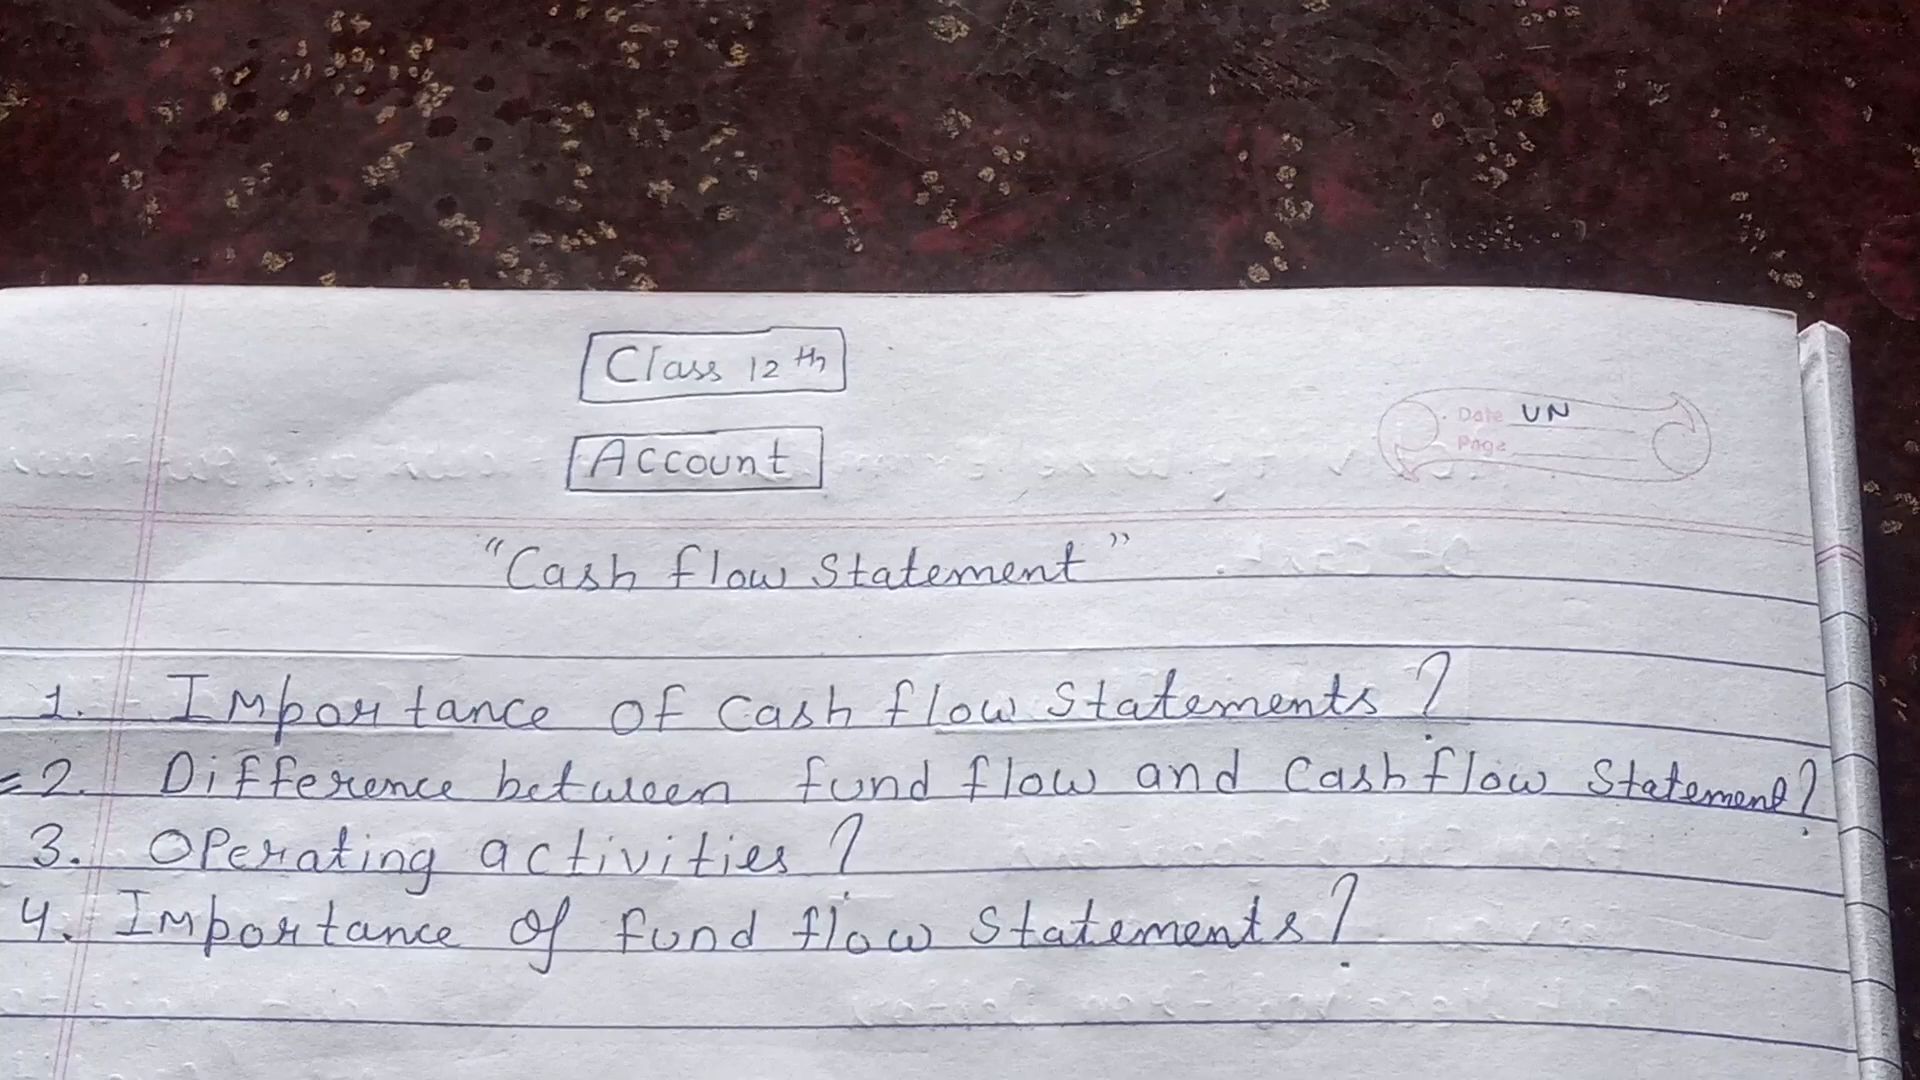 Class 12th
Account
Date UN
Page
"Cash flow Statement"
1. Importance of cash flow Statements?
2. Difference between fund flow and Cash flow Statement?
3. Operating activities?
4. Importance of fund flow Statements?